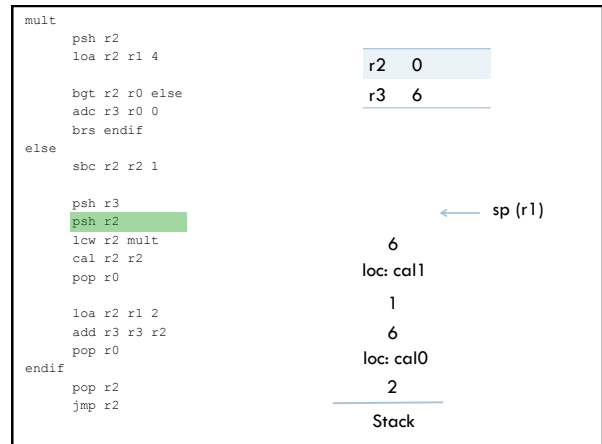 mult
psh r2
loa r2 r1 4
bgt r2 r0 else
adc r3 r0 0
brs endif
else
sbc r2 r2 1
psh r3
psh r2
lcw r2 mult
cal r2 r2
pop r0
loa r2 r1 2
add r3 r3 r2
pop r0
endif
pop r2
jmp r2
r2 0
r3 6
sp (r1)
6
loc: cal1
1
6
loc: cal0
2
Stack